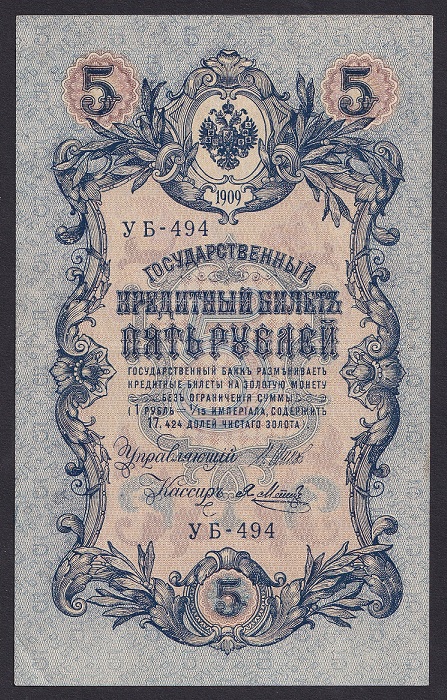 5 5
1909
УБ-494
ГОСУДАРСТВЕННЫЙ
КРЕДИТНЫЙ БИЛЕТЪ
ПЯТЬ РУБЛЕЙ
ГОСУДАРСТВЕННЫЙ БАНКЪ РАЗМѢНИВАЕТЪ
КРЕДИТНЫЕ БИЛЕТЫ НА ЗОЛОТУЮ МОНЕТУ
БЕЗЪ ОГРАНИЧЕНІЯ СУММЫ
(1 РУБЛЬ = 1/15 ИМПЕРІАЛА, СОДЕРЖИТЪ
17,424 ДОЛЕЙ ЧИСТАГО ЗОЛОТА)
Управляющій
Кассиръ
УБ-494
5